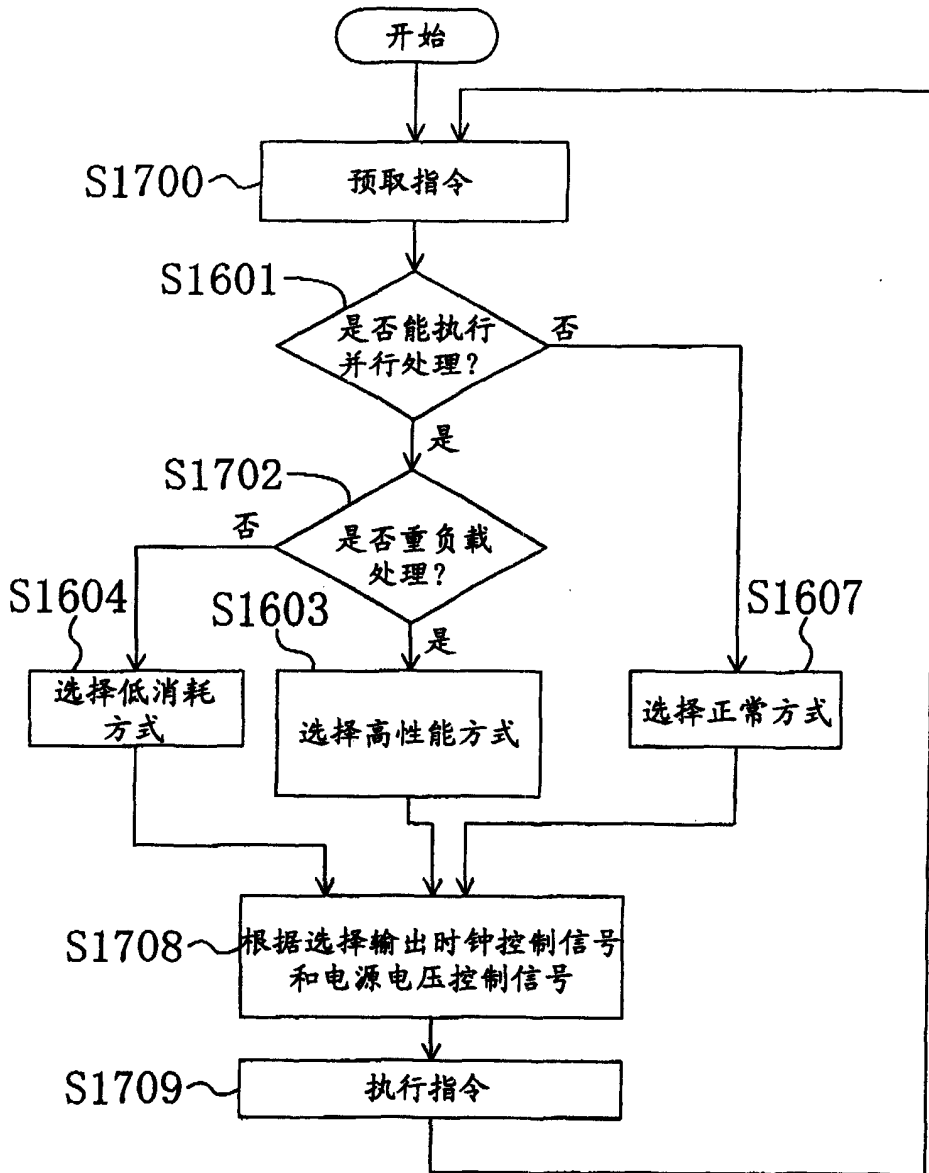 开始
S1700
预取指令
S1601
是否能执行
并行处理?
否
是
S1702
是否重负载
处理?
否
是
S1604
选择低消耗
方式
S1603
选择高性能方式
S1607
选择正常方式
S1708
根据选择输出时钟控制信号
和电源电压控制信号
S1709
执行指令